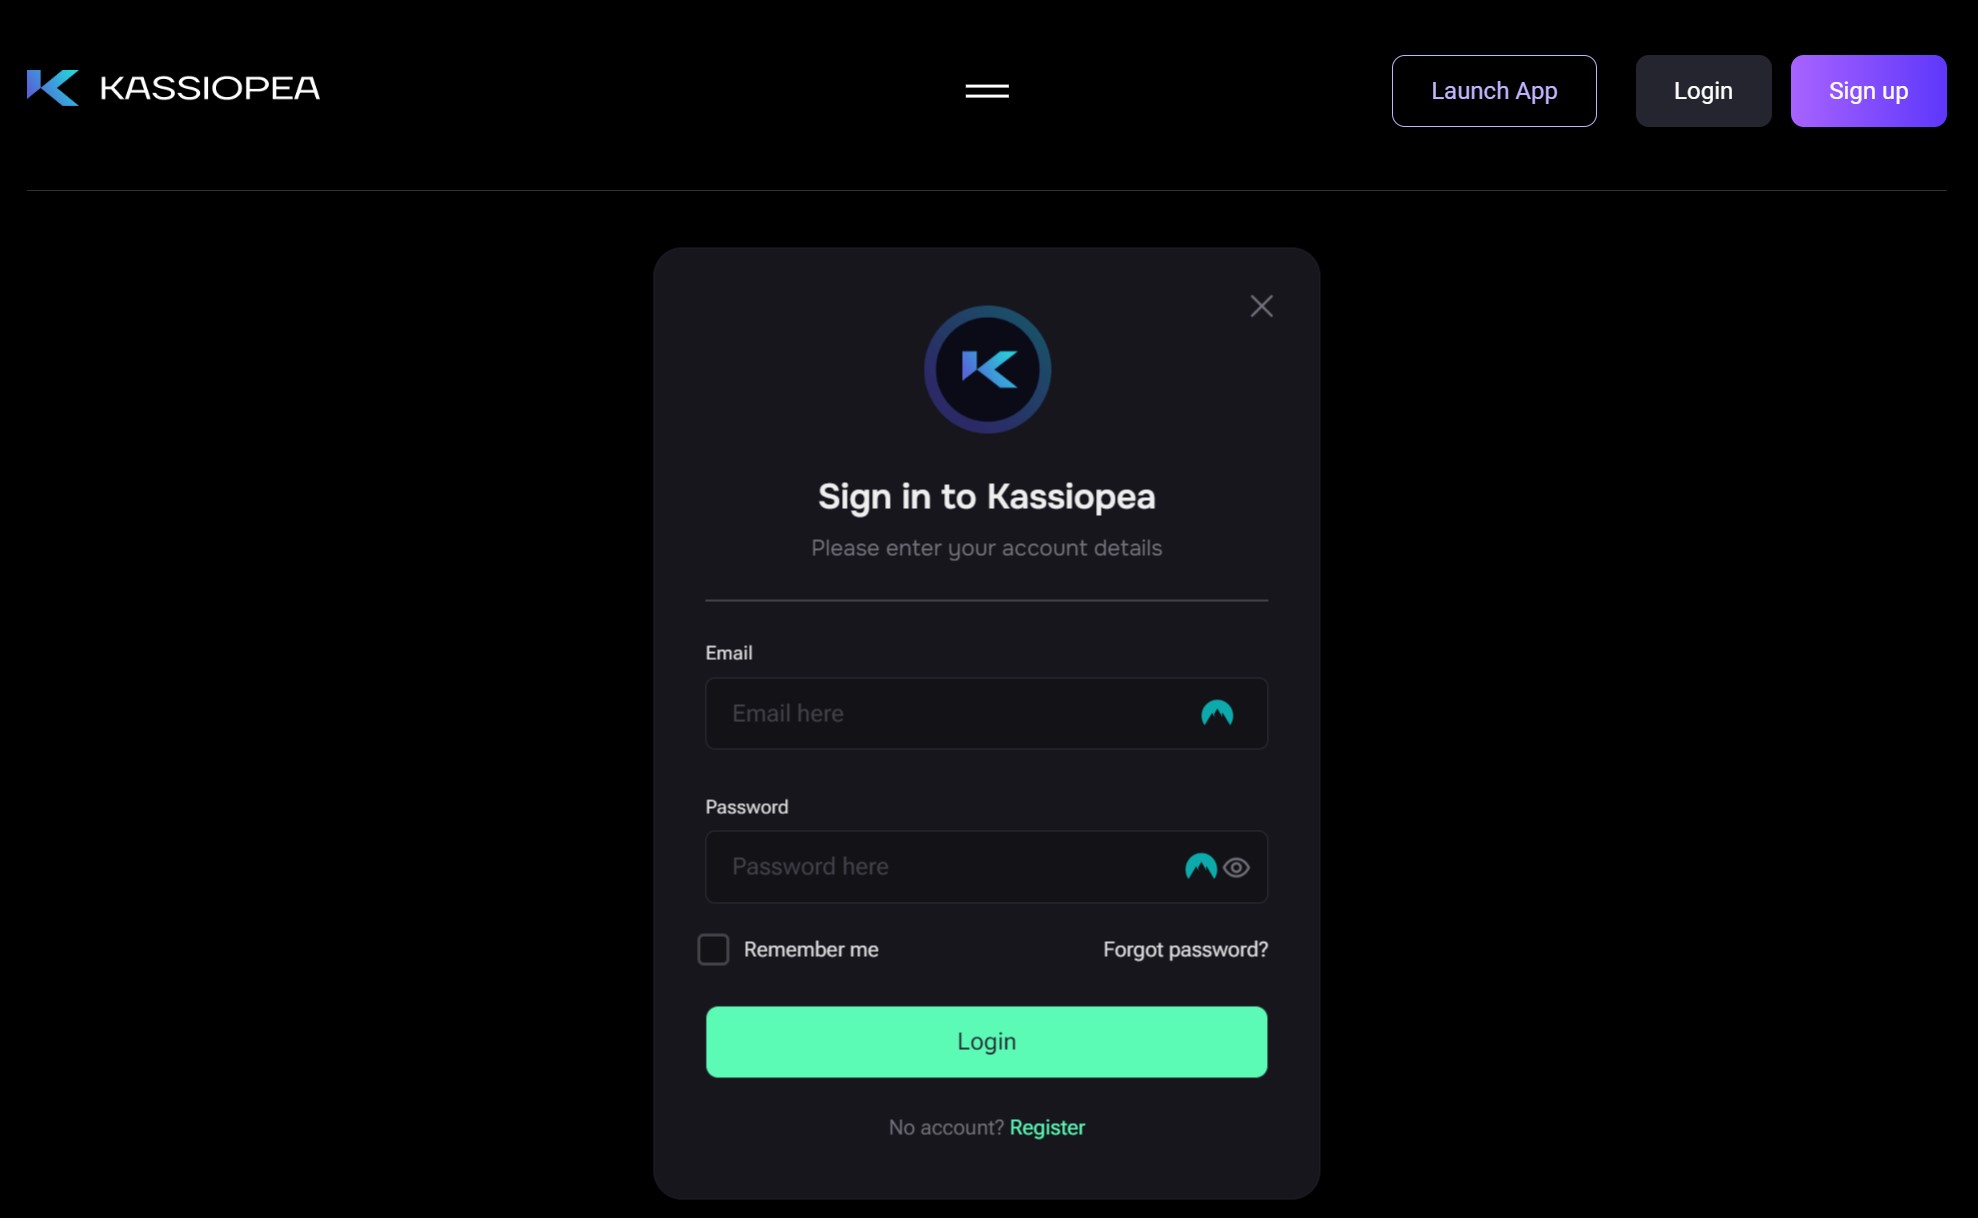 KASSIOPEA
Launch App
Login
Sign up
Sign in to Kassiopea
Please enter your account details
Email
Email here
Password
Password here
Remember me
Forgot password?
Login
No account? Register